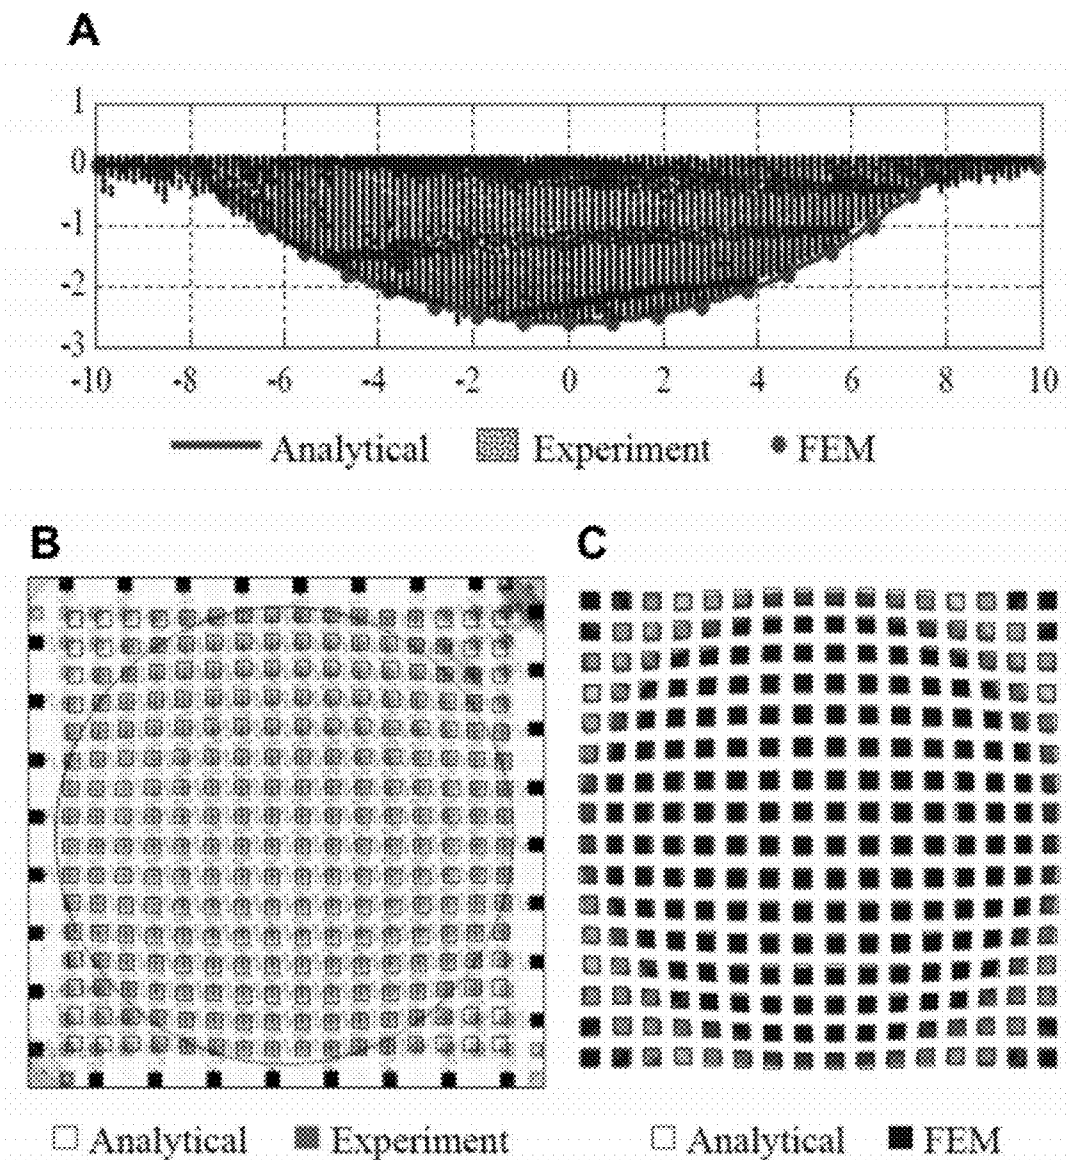 A
1
0
-1
-2
-3
-10 -8 -6 -4 -2 0 2 4 6 8 10
Analytical Experiment FEM
B
C
Analytical Experiment
Analytical FEM